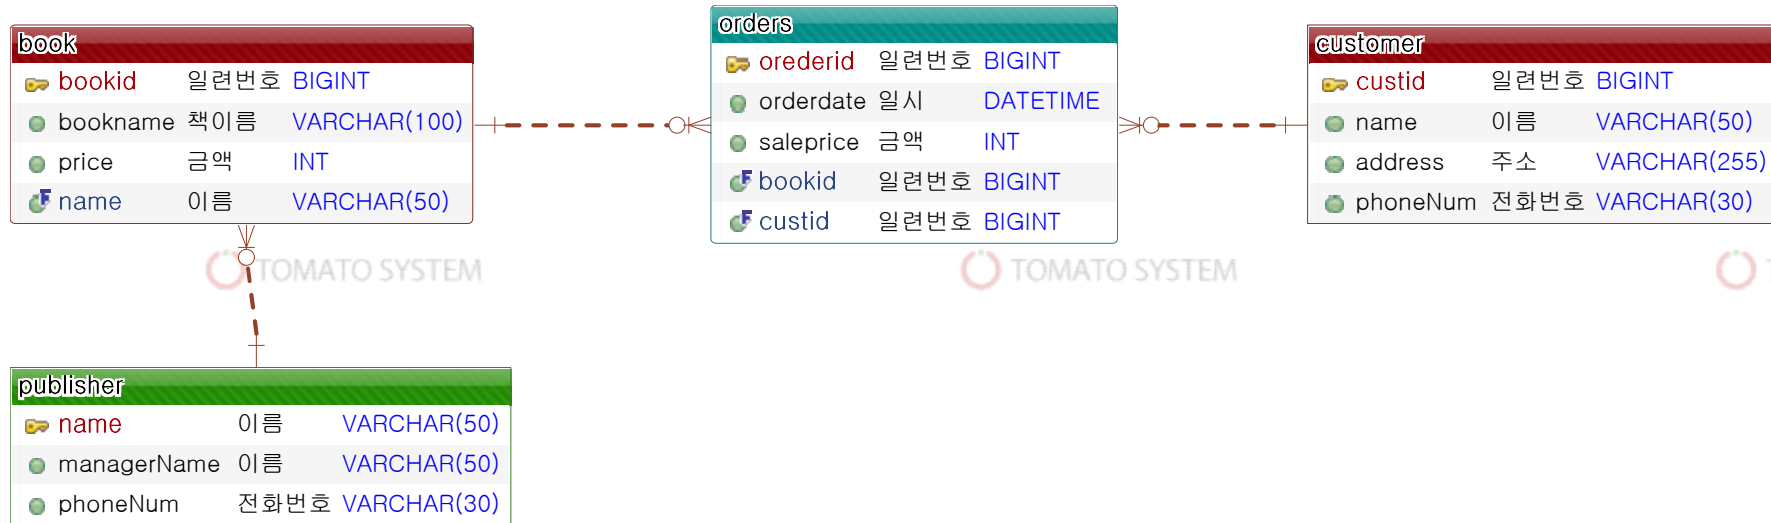 book
bookid 일련번호 BIGINT
bookname 책이름 VARCHAR(100)
price 금액 INT
name 이름 VARCHAR(50)
orders
orederid 일련번호 BIGINT
orderdate 일시 DATETIME
saleprice 금액 INT
bookid 일련번호 BIGINT
custid 일련번호 BIGINT
customer
custid 일련번호 BIGINT
name 이름 VARCHAR(50)
address 주소 VARCHAR(255)
phoneNum 전화번호 VARCHAR(30)
TOMATO SYSTEM
TOMATO SYSTEM
publisher
name 이름 VARCHAR(50)
managerName 이름 VARCHAR(50)
phoneNum 전화번호 VARCHAR(30)